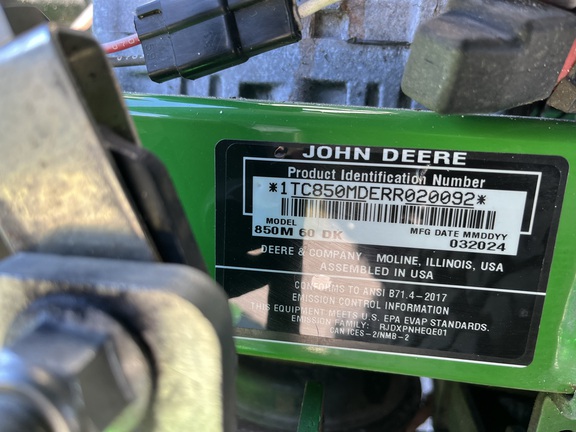 JOHN DEERE
Product Identification Number
*1TC850MDERR020092*
MODEL MFG DATE MMDDYY
850M 60 DK 032024
DEERE & COMPANY MOLINE, ILLINOIS, USA
ASSEMBLED IN USA
CONFORMS TO ANSI B71.4-2017
EMISSION CONTROL INFORMATION
THIS EQUIPMENT MEETS U.S. EPA EVAP STANDARDS.
EMISSION FAMILY: RJDXPNHEQE01
CAN ICES-2/NMB-2